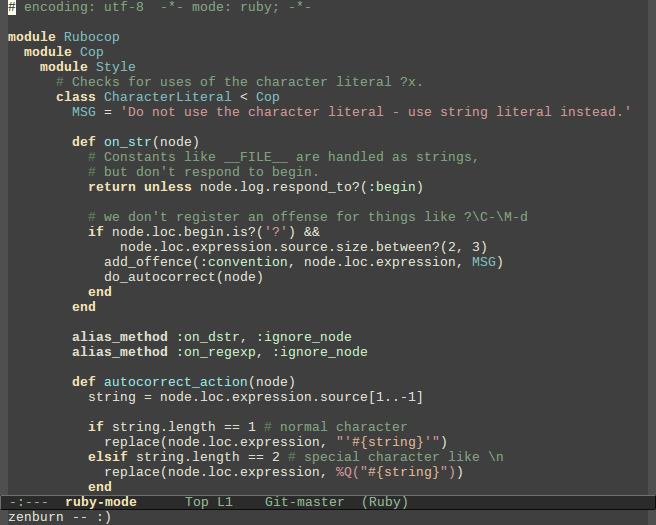 # encoding: utf-8  -*- mode: ruby; -*-

module Rubocop
  module Cop
    module Style
      # Checks for uses of the character literal ?x.
      class CharacterLiteral < Cop
        MSG = 'Do not use the character literal - use string literal instead.'

        def on_str(node)
          # Constants like __FILE__ are handled as strings,
          # but don't respond to begin.
          return unless node.log.respond_to?(:begin)

          # we don't register an offense for things like ?\C-\M-d
          if node.loc.begin.is?('?') &&
              node.loc.expression.source.size.between?(2, 3)
            add_offence(:convention, node.loc.expression, MSG)
            do_autocorrect(node)
          end
        end

        alias_method :on_dstr, :ignore_node
        alias_method :on_regexp, :ignore_node

        def autocorrect_action(node)
          string = node.loc.expression.source[1..-1]

          if string.length == 1 # normal character
            replace(node.loc.expression, "'#{string}'")
          elsif string.length == 2 # special character like \n
            replace(node.loc.expression, %Q("#{string}"))
          end
-:---  ruby-mode      Top L1    Git-master  (Ruby)
zenburn -- :)